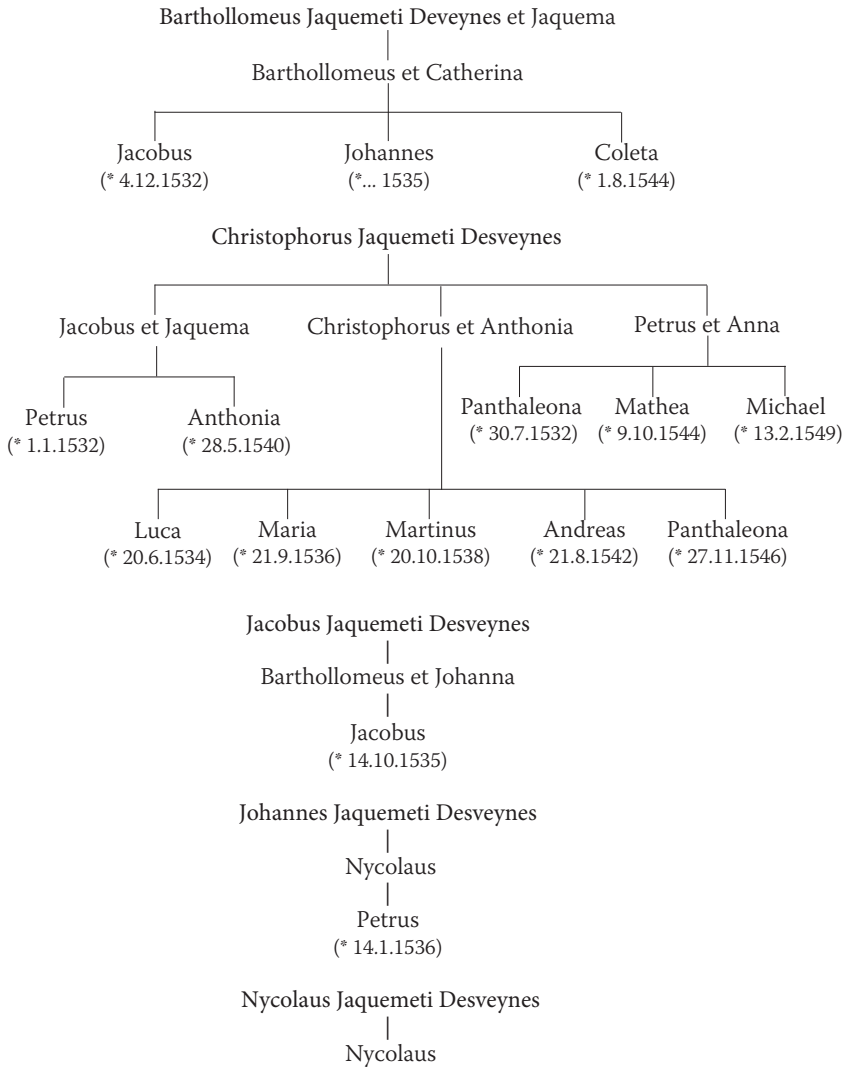 Barthollomeus Jaquemeti Deveynes et Jaquema
Barthollomeus et Catherina
Jacobus Johannes Coleta
(* 4.12.1532) (*... 1535) (* 1.8.1544)
Christophorus Jaquemeti Desveynes
Jacobus et Jaquema Christophorus et Anthonia Petrus et Anna
Petrus Anthonia Panthaleona Mathea Michael
(* 1.1.1532) (* 28.5.1540) (* 30.7.1532) (* 9.10.1544) (* 13.2.1549)
Luca Maria Martinus Andreas Panthaleona
(* 20.6.1534) (* 21.9.1536) (* 20.10.1538) (* 21.8.1542) (* 27.11.1546)
Jacobus Jaquemeti Desveynes
Barthollomeus et Johanna
Jacobus
(* 14.10.1535)
Johannes Jaquemeti Desveynes
Nycolaus
Petrus
(* 14.1.1536)
Nycolaus Jaquemeti Desveynes
Nycolaus